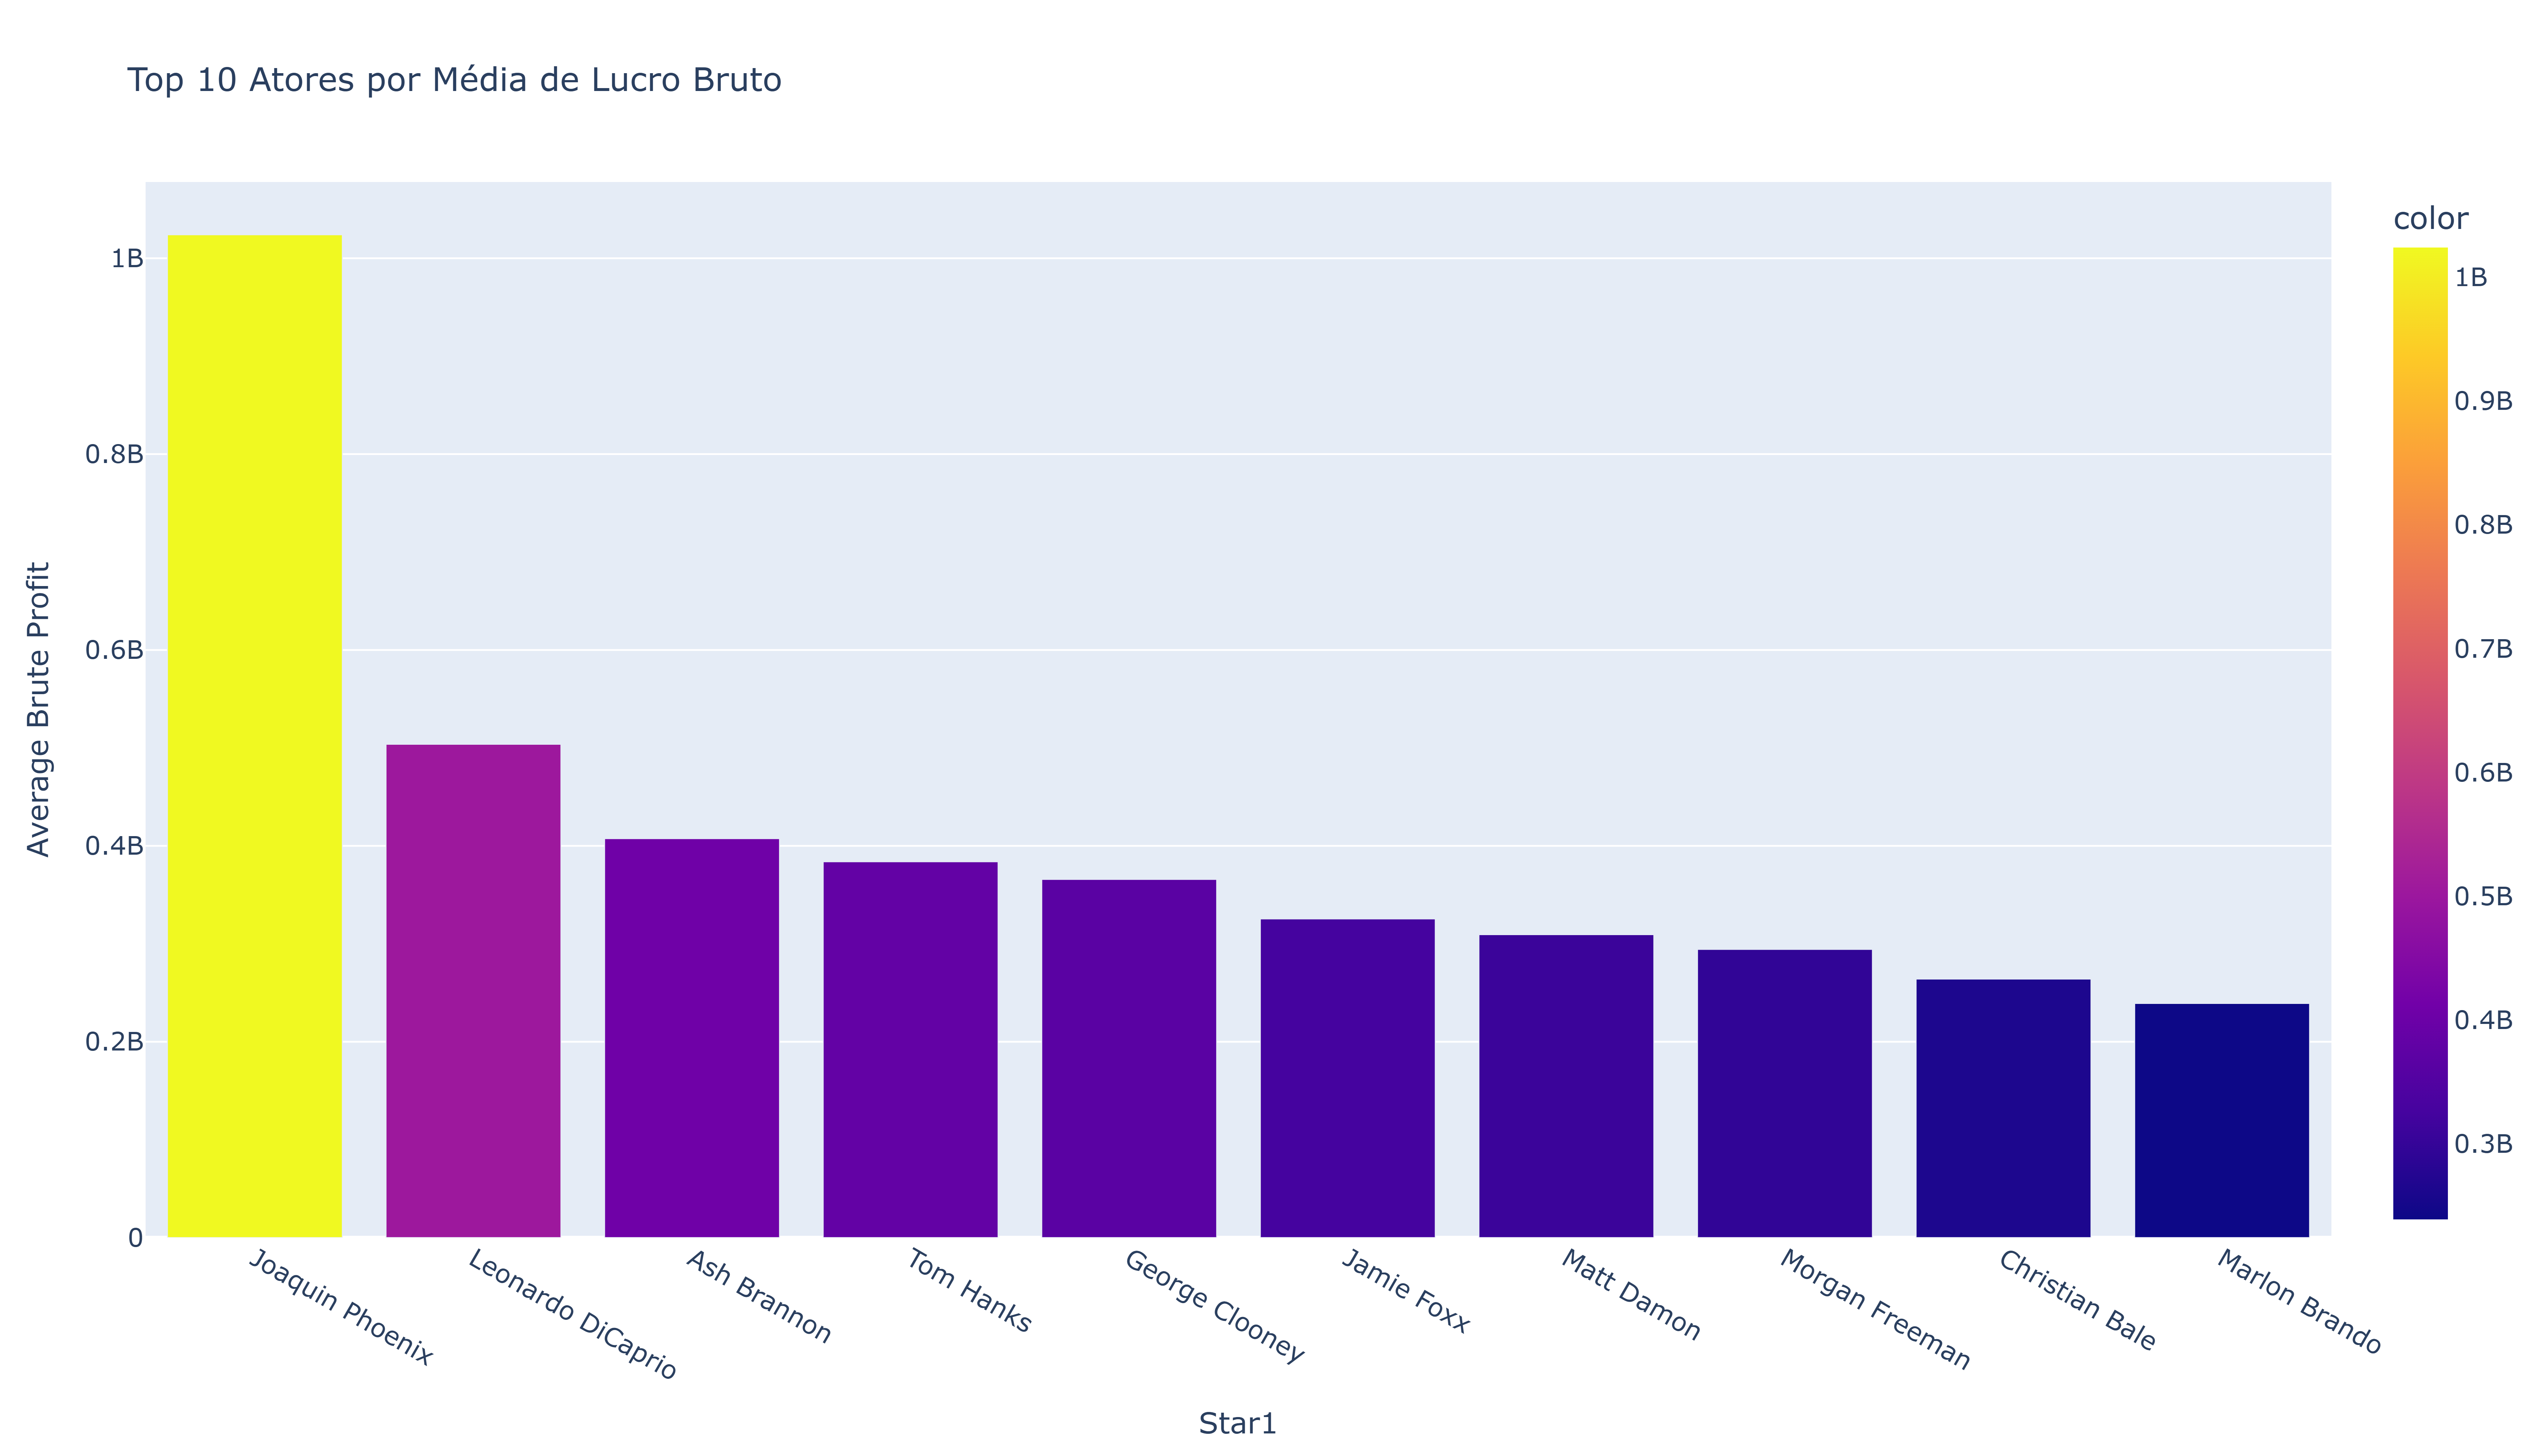 Top 10 Atores por Média de Lucro Bruto
Average Brute Profit
1B
0.8B
0.6B
0.4B
0.2B
0
Joaquin Phoenix
Leonardo DiCaprio
Ash Brannon
Tom Hanks
George Clooney
Jamie Foxx
Matt Damon
Morgan Freeman
Christian Bale
Marlon Brando
Star1
color
1B
0.9B
0.8B
0.7B
0.6B
0.5B
0.4B
0.3B